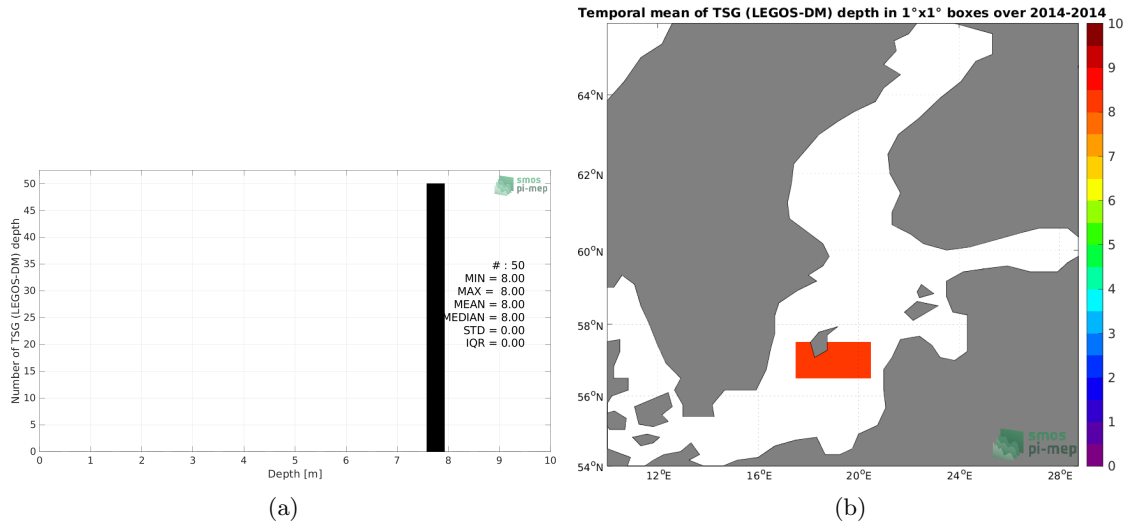 Temporal mean of TSG (LEGOS-DM) depth in 1°x1° boxes over 2014-2014
Number of TSG (LEGOS-DM) depth
50
45
40
35
30
25
20
15
10
5
0
smos
pi-mep
# : 50
MIN = 8.00
MAX = 8.00
MEAN = 8.00
MEDIAN = 8.00
STD = 0.00
IQR = 0.00
0 1 2 3 4 5 6 7 8 9 10
Depth [m]
(a)
64°N
62°N
60°N
58°N
56°N
54°N
12°E 16°E 20°E 24°E 28°E
smos
pi-mep
10
9
8
7
6
5
4
3
2
1
0
(b)